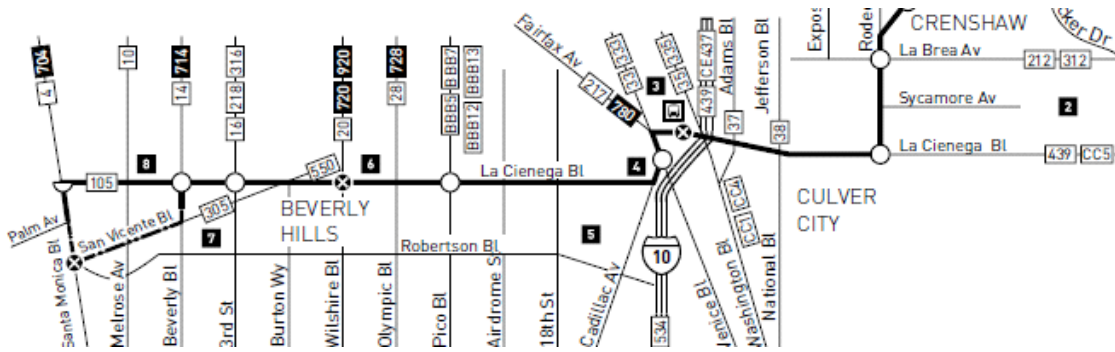 CRENSHAW
Expos
Rode
cker Dr
La Brea Av
212
312
Sycamore Av
2
La Cienega Bl
439
CC5
CULVER
CITY
Fairfax Av
217
780
333
33
3
335
35
439
CE437
Adams Bl
37
Jefferson Bl
38
4
704
4
10
714
14
316
218
16
920
720
20
728
28
BBB7
BBB5
BBB13
BBB12
8
105
6
La Cienega Bl
550
305
BEVERLY
HILLS
7
5
Palm Av
San Vicente Bl
Robertson Bl
10
CC1
CC4
534
Santa Monica Bl
Melrose Av
Beverly Bl
3rd St
Burton Wy
Wilshire Bl
Olympic Bl
Pico Bl
Airdrome S
18th St
Cadillac Av
Venice Bl
Washington Bl
National Bl